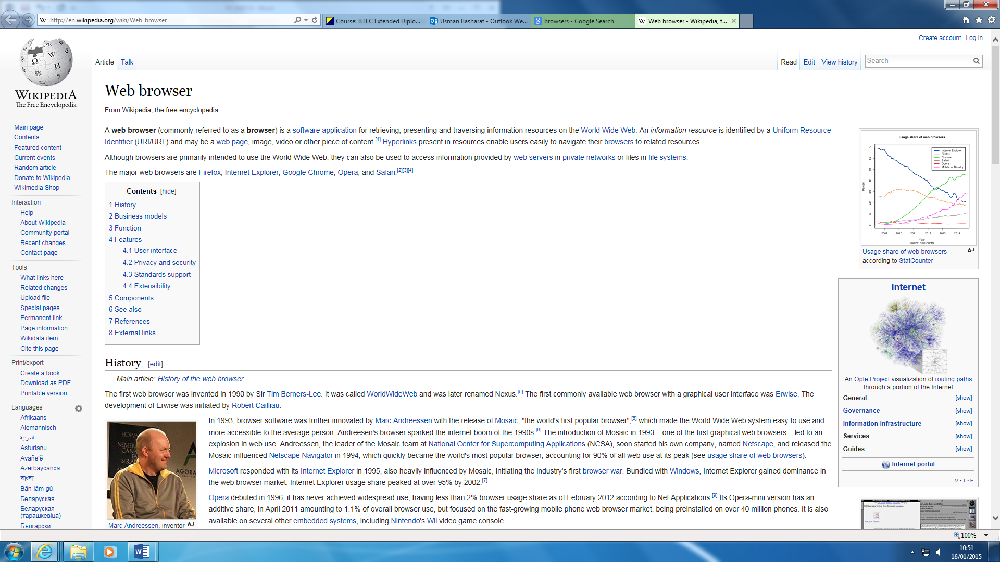 http://en.wikipedia.org/wiki/Web_browser
Course: BTEC Extended Diplo...
Usman Basharat - Outlook We...
browsers - Google Search
Web browser - Wikipedia, t...
Create account Log in
Article Talk
Read Edit View history
Search
WIKIPEDIA
The Free Encyclopedia
Main page
Contents
Featured content
Current events
Random article
Donate to Wikipedia
Wikimedia Shop
Interaction
Help
About Wikipedia
Community portal
Recent changes
Contact page
Tools
What links here
Related changes
Upload file
Special pages
Permanent link
Page information
Wikidata item
Cite this page
Print/export
Create a book
Download as PDF
Printable version
Languages
Afrikaans
Alemannisch
العربية
Asturianu
Avañe'ẽ
Azərbaycanca
বাংলা
Bân-lâm-gú
Беларуская
Беларуская
(тарашкевіца)
Български
Web browser
From Wikipedia, the free encyclopedia
A web browser (commonly referred to as a browser) is a software application for retrieving, presenting and traversing information resources on the World Wide Web. An information resource is identified by a Uniform Resource
Identifier (URI/URL) and may be a web page, image, video or other piece of content.[1] Hyperlinks present in resources enable users easily to navigate their browsers to related resources.
Although browsers are primarily intended to use the World Wide Web, they can also be used to access information provided by web servers in private networks or files in file systems.
The major web browsers are Firefox, Internet Explorer, Google Chrome, Opera, and Safari.[2][3][4]
Contents [hide]
1 History
2 Business models
3 Function
4 Features
4.1 User interface
4.2 Privacy and security
4.3 Standards support
4.4 Extensibility
5 Components
6 See also
7 References
8 External links
History [edit]
Main article: History of the web browser
The first web browser was invented in 1990 by Sir Tim Berners-Lee. It was called WorldWideWeb and was later renamed Nexus.[5] The first commonly available web browser with a graphical user interface was Erwise. The
development of Erwise was initiated by Robert Cailliau.
In 1993, browser software was further innovated by Marc Andreessen with the release of Mosaic, "the world's first popular browser",[6] which made the World Wide Web system easy to use and
more accessible to the average person. Andreesen's browser sparked the internet boom of the 1990s.[6] The introduction of Mosaic in 1993 – one of the first graphical web browsers – led to an
explosion in web use. Andreessen, the leader of the Mosaic team at National Center for Supercomputing Applications (NCSA), soon started his own company, named Netscape, and released the
Mosaic-influenced Netscape Navigator in 1994, which quickly became the world's most popular browser, accounting for 90% of all web use at its peak (see usage share of web browsers).
Microsoft responded with its Internet Explorer in 1995, also heavily influenced by Mosaic, initiating the industry's first browser war. Bundled with Windows, Internet Explorer gained dominance in
the web browser market; Internet Explorer usage share peaked at over 95% by 2002.[7]
Opera debuted in 1996; it has never achieved widespread use, having less than 2% browser usage share as of February 2012 according to Net Applications.[9] Its Opera-mini version has an
additive share, in April 2011 amounting to 1.1% of overall browser use, but focused on the fast-growing mobile phone web browser market, being preinstalled on over 40 million phones. It is also
available on several other embedded systems, including Nintendo's Wii video game console.
AGORA
Marc Andreessen, inventor
Usage share of web browsers
Internet Explorer
Firefox
Chrome
Safari
Opera
Mobile vs Desktop
Percent
0 10 20 30 40 50 60 70
2009 2010 2011 2012 2013 2014
Year
Source: StatCounter
Usage share of web browsers
according to StatCounter
Internet
An Opte Project visualization of routing paths
through a portion of the Internet
General [show]
Governance [show]
Information infrastructure [show]
Services [show]
Guides [show]
Internet portal
V · T · E
100%
10:51
16/01/2015